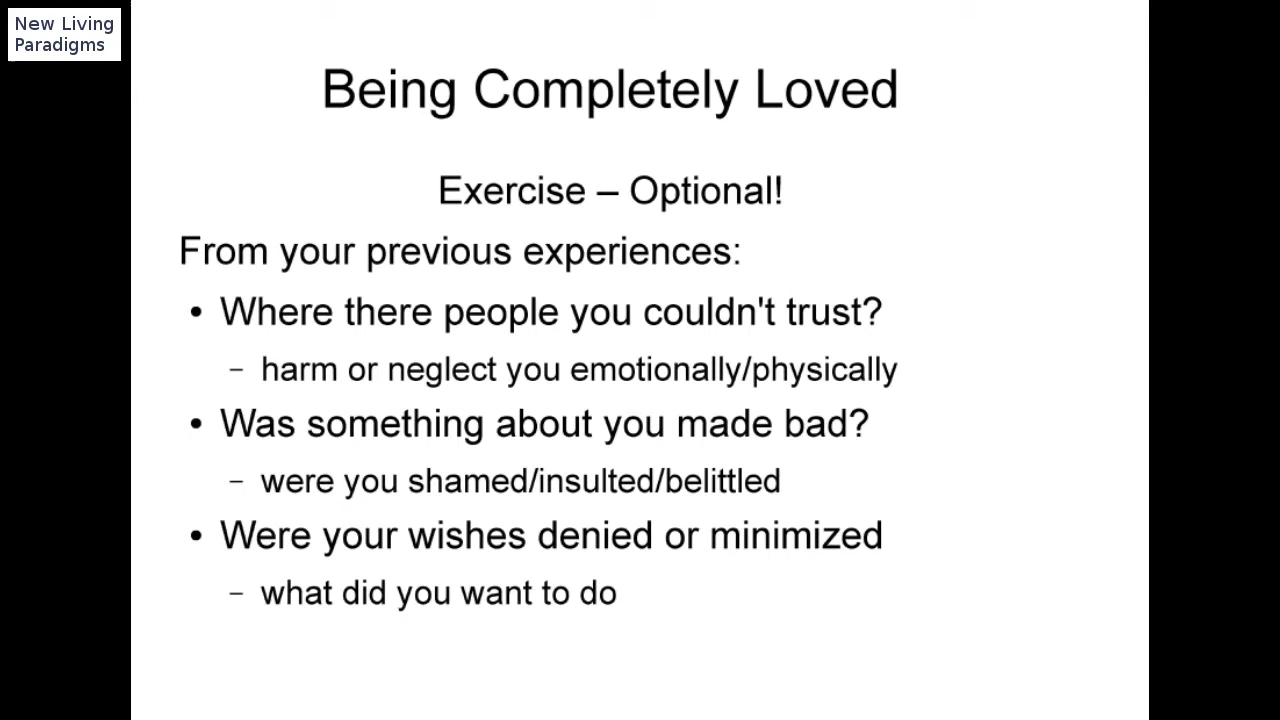 New Living
Paradigms
Being Completely Loved
Exercise – Optional!
From your previous experiences:
• Where there people you couldn't trust?
– harm or neglect you emotionally/physically
• Was something about you made bad?
– were you shamed/insulted/belittled
• Were your wishes denied or minimized
– what did you want to do